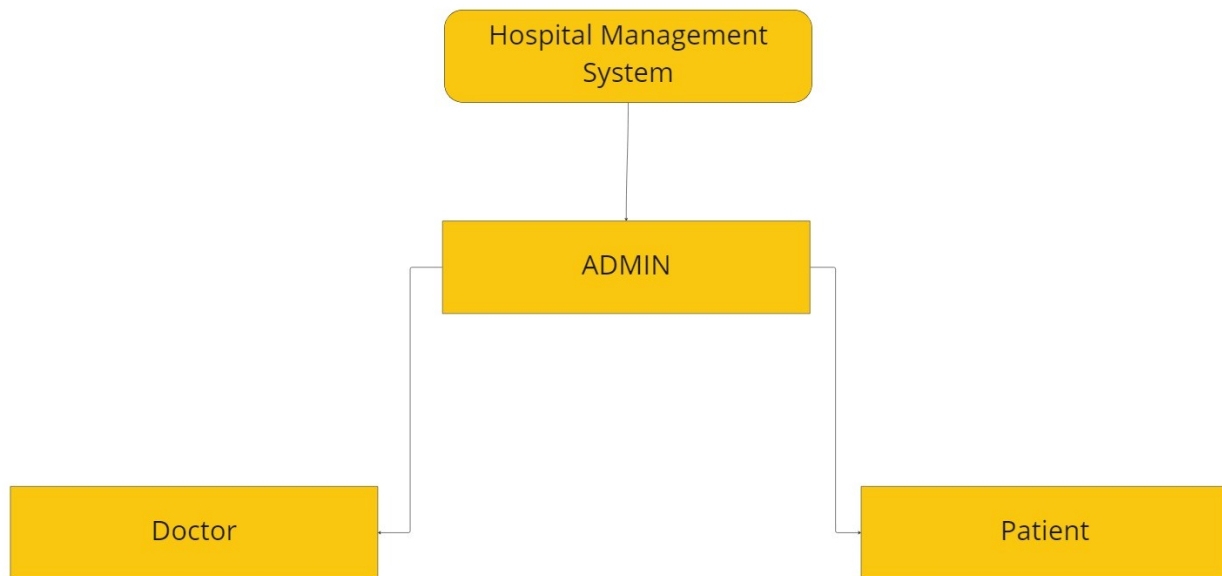 Hospital Management
System
ADMIN
Doctor
Patient